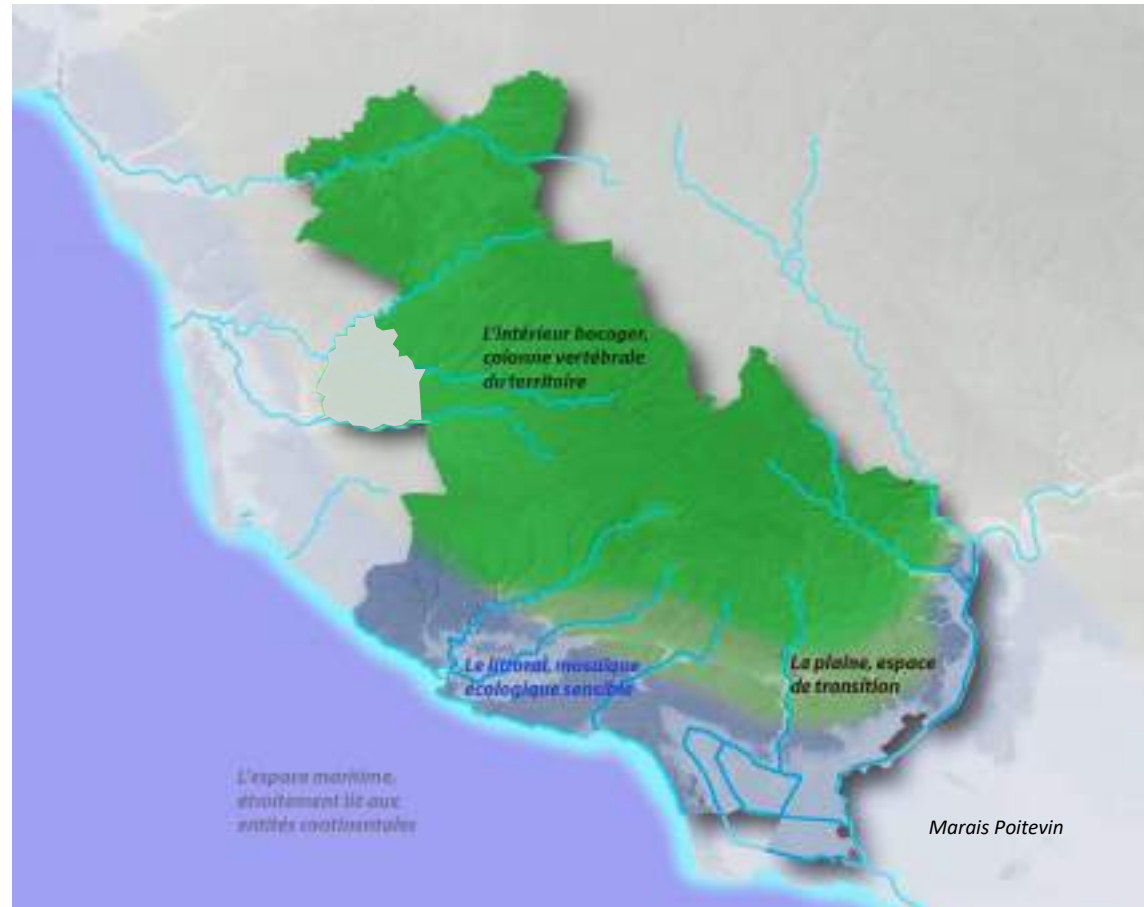 L'intérieur bocager,
colonne vertébrale
du territoire
Le littoral, mosaïque
écologique sensible
La plaine, espace
de transition
L'espace maritime,
étroitement lié aux
entités continentales
Marais Poitevin